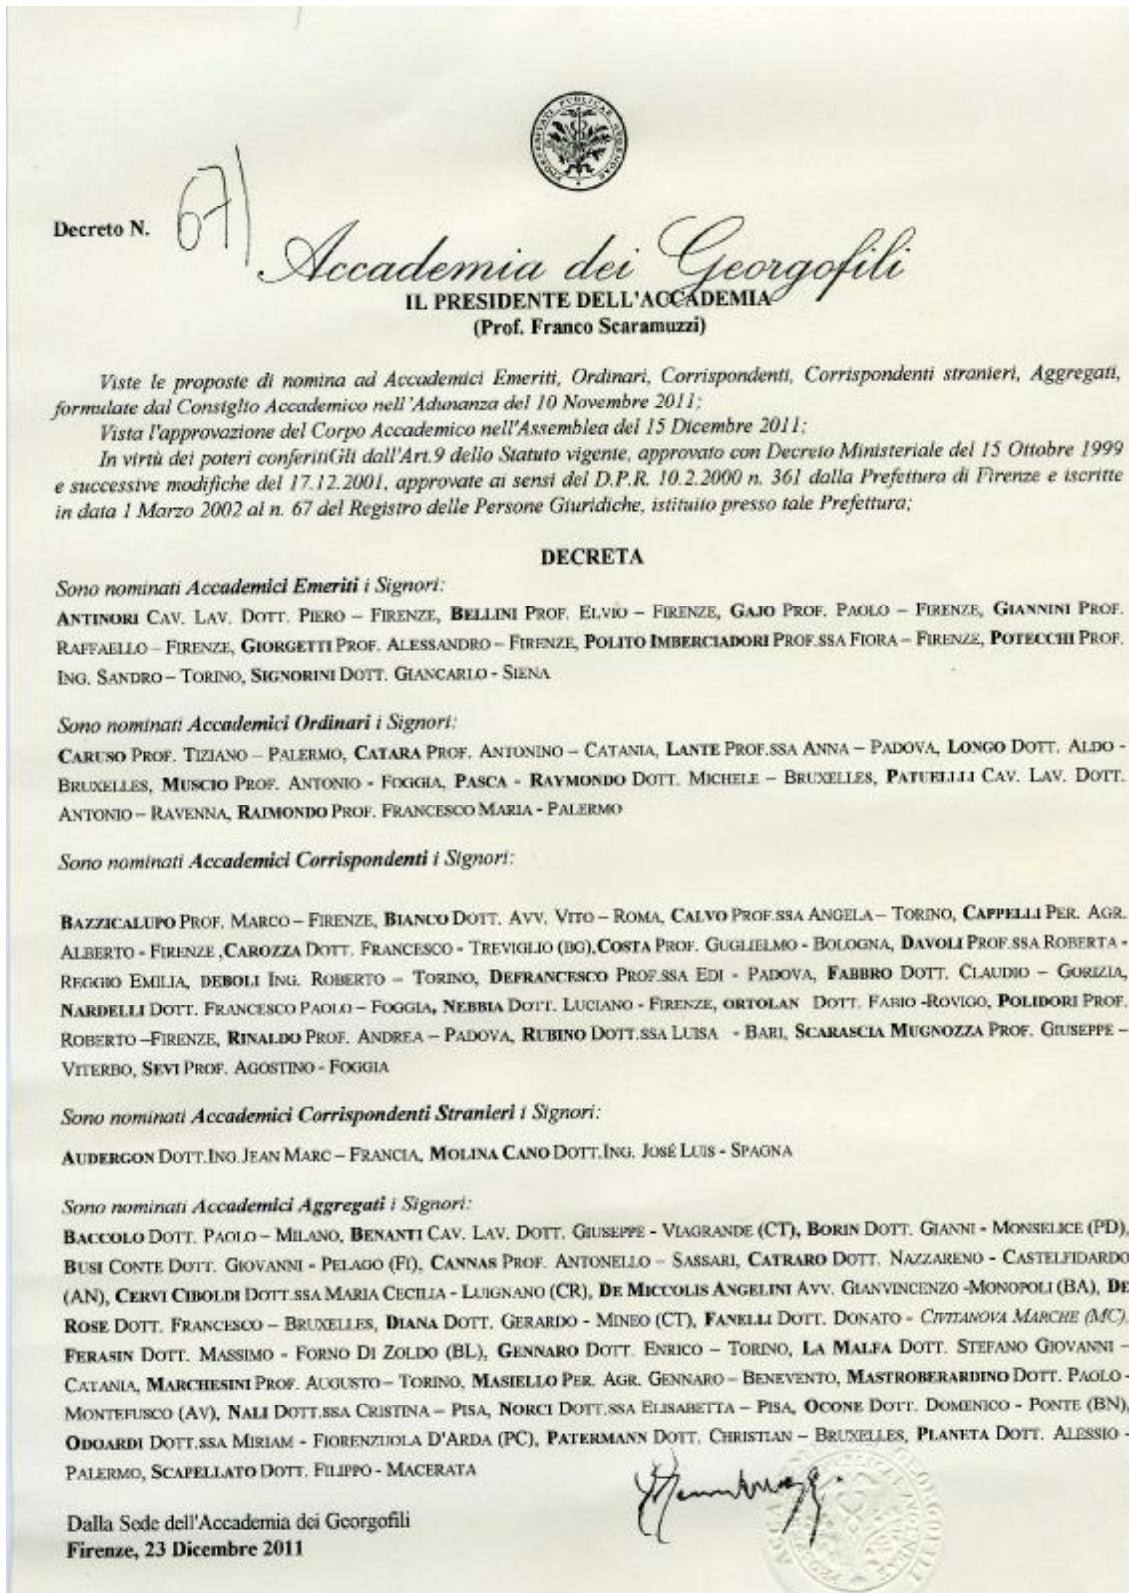 PROSPERITATI PUBLICAE AUGENDAE
Decreto N. 671
Accademia dei Georgofili
IL PRESIDENTE DELL'ACCADEMIA
(Prof. Franco Scaramuzzi)
Viste le proposte di nomina ad Accademici Emeriti, Ordinari, Corrispondenti, Corrispondenti stranieri, Aggregati,
formulate dal Consiglio Accademico nell'Adunanza del 10 Novembre 2011;
Vista l'approvazione del Corpo Accademico nell'Assemblea del 15 Dicembre 2011;
In virtù dei poteri conferitiGli dall'Art.9 dello Statuto vigente, approvato con Decreto Ministeriale del 15 Ottobre 1999
e successive modifiche del 17.12.2001, approvate ai sensi del D.P.R. 10.2.2000 n. 361 dalla Prefettura di Firenze e iscritte
in data 1 Marzo 2002 al n. 67 del Registro delle Persone Giuridiche, istituito presso tale Prefettura;
DECRETA
Sono nominati Accademici Emeriti i Signori:
ANTINORI CAV. LAV. DOTT. PIERO – FIRENZE, BELLINI PROF. ELVIO – FIRENZE, GAJO PROF. PAOLO – FIRENZE, GIANNINI PROF.
RAFFAELLO – FIRENZE, GIORGETTI PROF. ALESSANDRO – FIRENZE, POLITO IMBERCIADORI PROF.SSA FIORA – FIRENZE, POTECCHI PROF.
ING. SANDRO – TORINO, SIGNORINI DOTT. GIANCARLO - SIENA
Sono nominati Accademici Ordinari i Signori:
CARUSO PROF. TIZIANO – PALERMO, CATARA PROF. ANTONINO – CATANIA, LANTE PROF.SSA ANNA – PADOVA, LONGO DOTT. ALDO -
BRUXELLES, MUSCIO PROF. ANTONIO - FOGGIA, PASCA - RAYMONDO DOTT. MICHELE – BRUXELLES, PATUELLLI CAV. LAV. DOTT.
ANTONIO – RAVENNA, RAIMONDO PROF. FRANCESCO MARIA - PALERMO
Sono nominati Accademici Corrispondenti i Signori:
BAZZICALUPO PROF. MARCO – FIRENZE, BIANCO DOTT. AVV. VITO – ROMA, CALVO PROF.SSA ANGELA – TORINO, CAPPELLI PER. AGR.
ALBERTO - FIRENZE ,CAROZZA DOTT. FRANCESCO - TREVIGLIO (BG),COSTA PROF. GUGLIELMO - BOLOGNA, DAVOLI PROF.SSA ROBERTA -
REGGIO EMILIA, DEBOLI ING. ROBERTO – TORINO, DEFRANCESCO PROF.SSA EDI - PADOVA, FABBRO DOTT. CLAUDIO – GORIZIA,
NARDELLI DOTT. FRANCESCO PAOLO – FOGGIA, NEBBIA DOTT. LUCIANO - FIRENZE, ORTOLAN DOTT. FABIO -ROVIGO, POLIDORI PROF.
ROBERTO –FIRENZE, RINALDO PROF. ANDREA – PADOVA, RUBINO DOTT.SSA LUISA - BARI, SCARASCIA MUGNOZZA PROF. GIUSEPPE –
VITERBO, SEVI PROF. AGOSTINO - FOGGIA
Sono nominati Accademici Corrispondenti Stranieri i Signori:
AUDERGON DOTT.ING.JEAN MARC – FRANCIA, MOLINA CANO DOTT.ING. JOSÉ LUIS - SPAGNA
Sono nominati Accademici Aggregati i Signori:
BACCOLO DOTT. PAOLO – MILANO, BENANTI CAV. LAV. DOTT. GIUSEPPE - VIAGRANDE (CT), BORIN DOTT. GIANNI - MONSELICE (PD),
BUSI CONTE DOTT. GIOVANNI - PELAGO (FI), CANNAS PROF. ANTONELLO – SASSARI, CATRARO DOTT. NAZZARENO - CASTELFIDARDO
(AN), CERVI CIBOLDI DOTT.SSA MARIA CECILIA - LUIGNANO (CR), DE MICCOLIS ANGELINI AVV. GIANVINCENZO -MONOPOLI (BA), DE
ROSE DOTT. FRANCESCO – BRUXELLES, DIANA DOTT. GERARDO - MINEO (CT), FANELLI DOTT. DONATO - CIVITANOVA MARCHE (MC),
FERASIN DOTT. MASSIMO - FORNO DI ZOLDO (BL), GENNARO DOTT. ENRICO – TORINO, LA MALFA DOTT. STEFANO GIOVANNI –
CATANIA, MARCHESINI PROF. AUGUSTO – TORINO, MASIELLO PER. AGR. GENNARO – BENEVENTO, MASTROBERARDINO DOTT. PAOLO -
MONTEFUSCO (AV), NALI DOTT.SSA CRISTINA – PISA, NORCI DOTT.SSA ELISABETTA – PISA, OCONE DOTT. DOMENICO - PONTE (BN),
ODOARDI DOTT.SSA MIRIAM - FIORENZUOLA D'ARDA (PC), PATERMANN DOTT. CHRISTIAN – BRUXELLES, PLANETA DOTT. ALESSIO -
PALERMO, SCAPELLATO DOTT. FILIPPO - MACERATA
Dalla Sede dell'Accademia dei Georgofili
Firenze, 23 Dicembre 2011